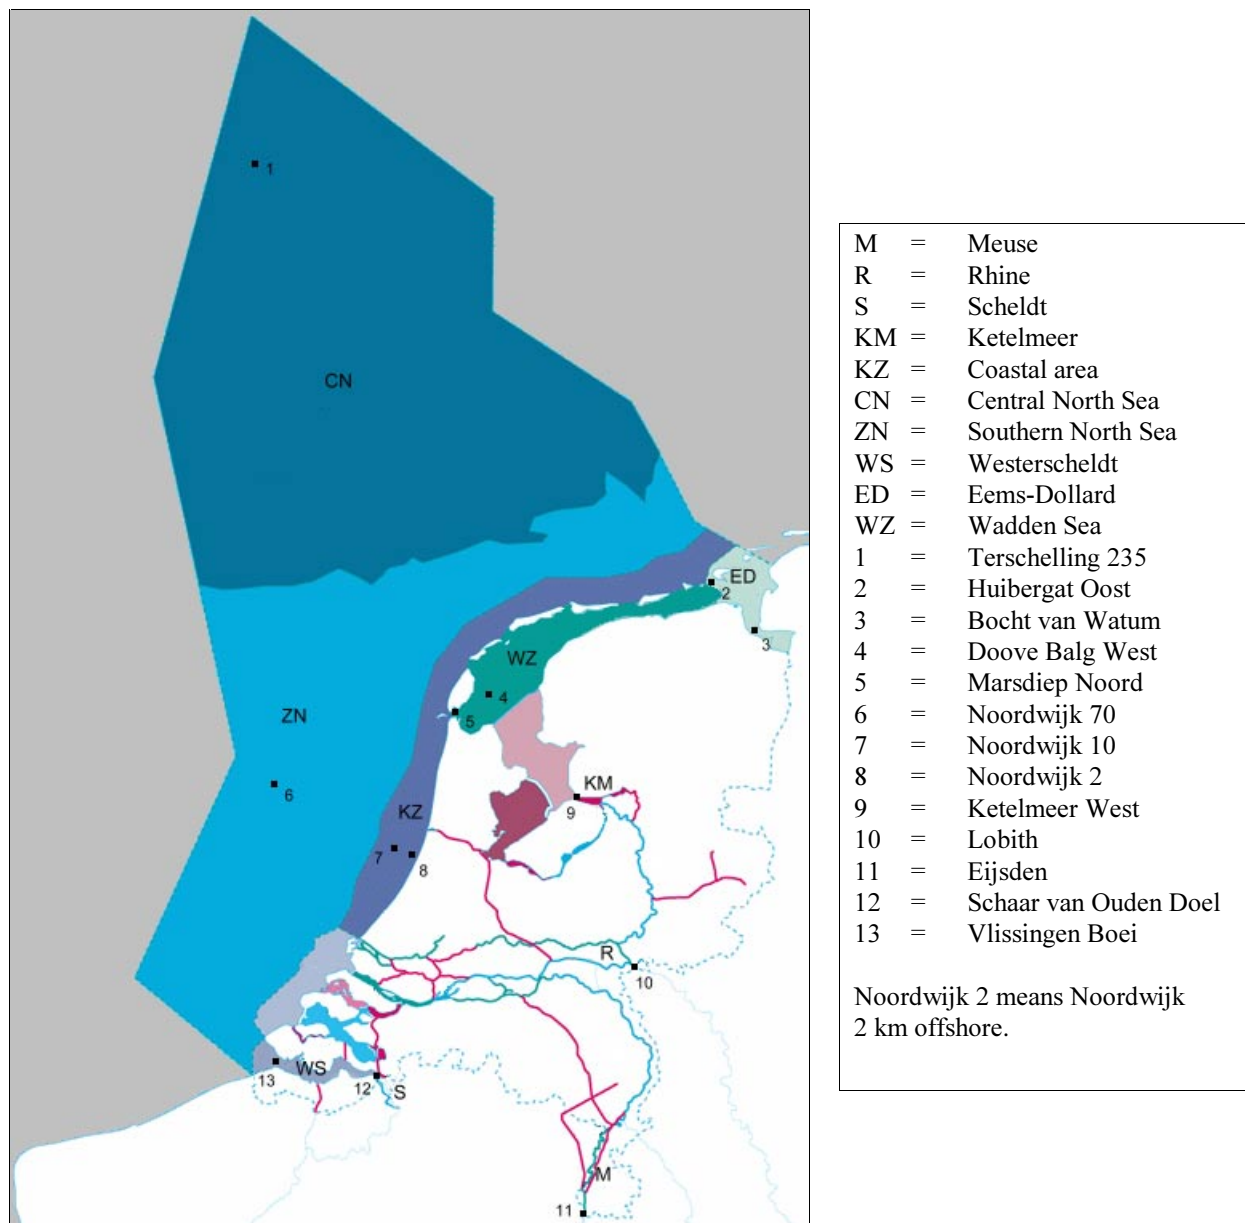 1
CN
ED
2
3
WZ
4
5
ZN
6
KM
9
KZ
7
8
R
10
WS
13
12
S
M
11
M = Meuse
R = Rhine
S = Scheldt
KM = Ketelmeer
KZ = Coastal area
CN = Central North Sea
ZN = Southern North Sea
WS = Westerscheldt
ED = Eems-Dollard
WZ = Wadden Sea
1 = Terschelling 235
2 = Huibergat Oost
3 = Bocht van Watum
4 = Doove Balg West
5 = Marsdiep Noord
6 = Noordwijk 70
7 = Noordwijk 10
8 = Noordwijk 2
9 = Ketelmeer West
10 = Lobith
11 = Eijsden
12 = Schaar van Ouden Doel
13 = Vlissingen Boei
Noordwijk 2 means Noordwijk
2 km offshore.